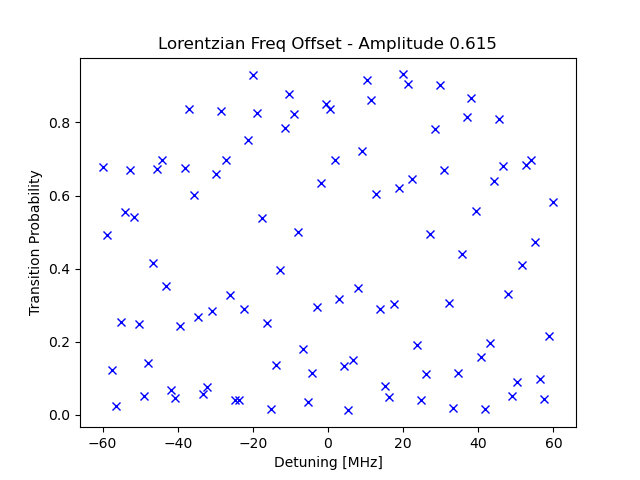 Lorentzian Freq Offset - Amplitude 0.615
Transition Probability
0.8
0.6
0.4
0.2
0.0
−60 −40 −20 0 20 40 60
Detuning [MHz]